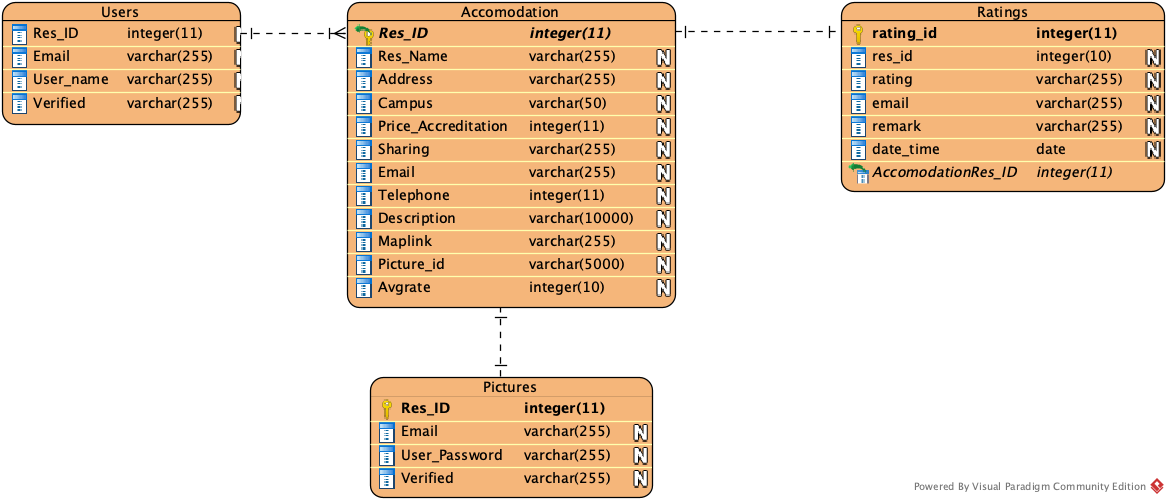 Users
Res_ID integer(11)
Email varchar(255)
User_name varchar(255)
Verified varchar(255)
Accomodation
Res_ID integer(11)
Res_Name varchar(255) N
Address varchar(255) N
Campus varchar(50) N
Price_Accreditation integer(11) N
Sharing varchar(255) N
Email varchar(255) N
Telephone integer(11) N
Description varchar(10000) N
Maplink varchar(255) N
Picture_id varchar(5000) N
Avgrate integer(10) N
Ratings
rating_id integer(11)
res_id integer(10) N
rating varchar(255) N
email varchar(255) N
remark varchar(255) N
date_time date N
AccomodationRes_ID integer(11)
Pictures
Res_ID integer(11)
Email varchar(255) N
User_Password varchar(255) N
Verified varchar(255) N
Powered By Visual Paradigm Community Edition